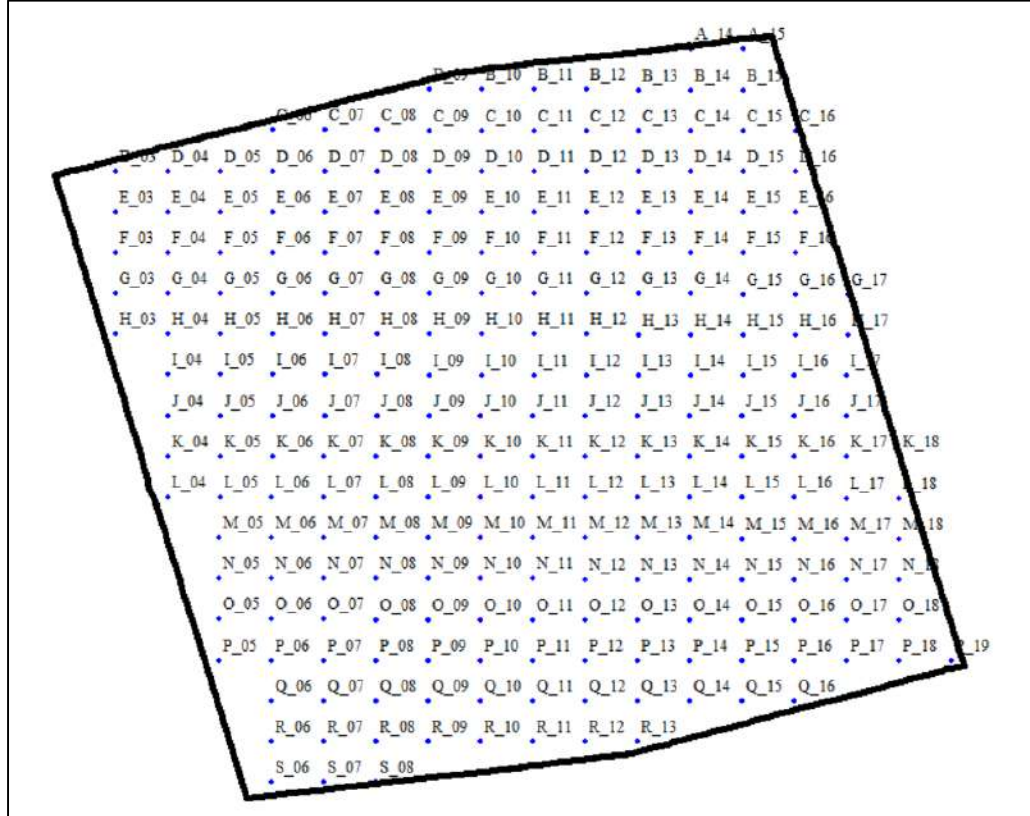 A_14 A_15
B_09 B_10 B_11 B_12 B_13 B_14 B_15
C_06 C_07 C_08 C_09 C_10 C_11 C_12 C_13 C_14 C_15 C_16
D_03 D_04 D_05 D_06 D_07 D_08 D_09 D_10 D_11 D_12 D_13 D_14 D_15 D_16
E_03 E_04 E_05 E_06 E_07 E_08 E_09 E_10 E_11 E_12 E_13 E_14 E_15 E_16
F_03 F_04 F_05 F_06 F_07 F_08 F_09 F_10 F_11 F_12 F_13 F_14 F_15 F_16
G_03 G_04 G_05 G_06 G_07 G_08 G_09 G_10 G_11 G_12 G_13 G_14 G_15 G_16 G_17
H_03 H_04 H_05 H_06 H_07 H_08 H_09 H_10 H_11 H_12 H_13 H_14 H_15 H_16 H_17
I_04 I_05 I_06 I_07 I_08 I_09 I_10 I_11 I_12 I_13 I_14 I_15 I_16 I_17
J_04 J_05 J_06 J_07 J_08 J_09 J_10 J_11 J_12 J_13 J_14 J_15 J_16 J_17
K_04 K_05 K_06 K_07 K_08 K_09 K_10 K_11 K_12 K_13 K_14 K_15 K_16 K_17 K_18
L_04 L_05 L_06 L_07 L_08 L_09 L_10 L_11 L_12 L_13 L_14 L_15 L_16 L_17 L_18
M_05 M_06 M_07 M_08 M_09 M_10 M_11 M_12 M_13 M_14 M_15 M_16 M_17 M_18
N_05 N_06 N_07 N_08 N_09 N_10 N_11 N_12 N_13 N_14 N_15 N_16 N_17 N_18
O_05 O_06 O_07 O_08 O_09 O_10 O_11 O_12 O_13 O_14 O_15 O_16 O_17 O_18
P_05 P_06 P_07 P_08 P_09 P_10 P_11 P_12 P_13 P_14 P_15 P_16 P_17 P_18 P_19
Q_06 Q_07 Q_08 Q_09 Q_10 Q_11 Q_12 Q_13 Q_14 Q_15 Q_16
R_06 R_07 R_08 R_09 R_10 R_11 R_12 R_13
S_06 S_07 S_08